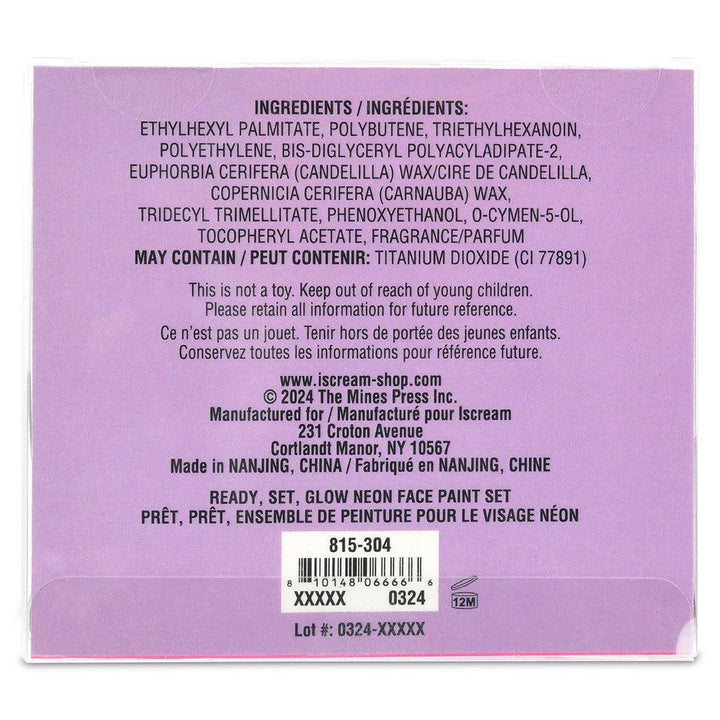 INGREDIENTS / INGRÉDIENTS:
ETHYLHEXYL PALMITATE, POLYBUTENE, TRIETHYLHEXANOIN,
POLYETHYLENE, BIS-DIGLYCERYL POLYACYLADIPATE-2,
EUPHORBIA CERIFERA (CANDELILLA) WAX/CIRE DE CANDELILLA,
COPERNICIA CERIFERA (CARNAUBA) WAX,
TRIDECYL TRIMELLITATE, PHENOXYETHANOL, O-CYMEN-5-OL,
TOCOPHERYL ACETATE, FRAGRANCE/PARFUM
MAY CONTAIN / PEUT CONTENIR: TITANIUM DIOXIDE (CI 77891)
This is not a toy. Keep out of reach of young children.
Please retain all information for future reference.
Ce n'est pas un jouet. Tenir hors de portée des jeunes enfants.
Conservez toutes les informations pour référence future.
www.iscream-shop.com
© 2024 The Mines Press Inc.
Manufactured for / Manufacturé pour Iscream
231 Croton Avenue
Cortlandt Manor, NY 10567
Made in NANJING, CHINA / Fabriqué en NANJING, CHINE
READY, SET, GLOW NEON FACE PAINT SET
PRÊT, PRÊT, ENSEMBLE DE PEINTURE POUR LE VISAGE NÉON
815-304
8 10148 06666 6
XXXXX 0324
12M
Lot #: 0324-XXXXX